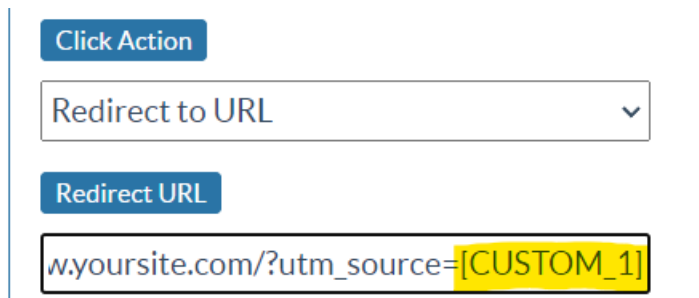 Click Action
Redirect to URL
Redirect URL
w.yoursite.com/?utm_source=[CUSTOM_1]